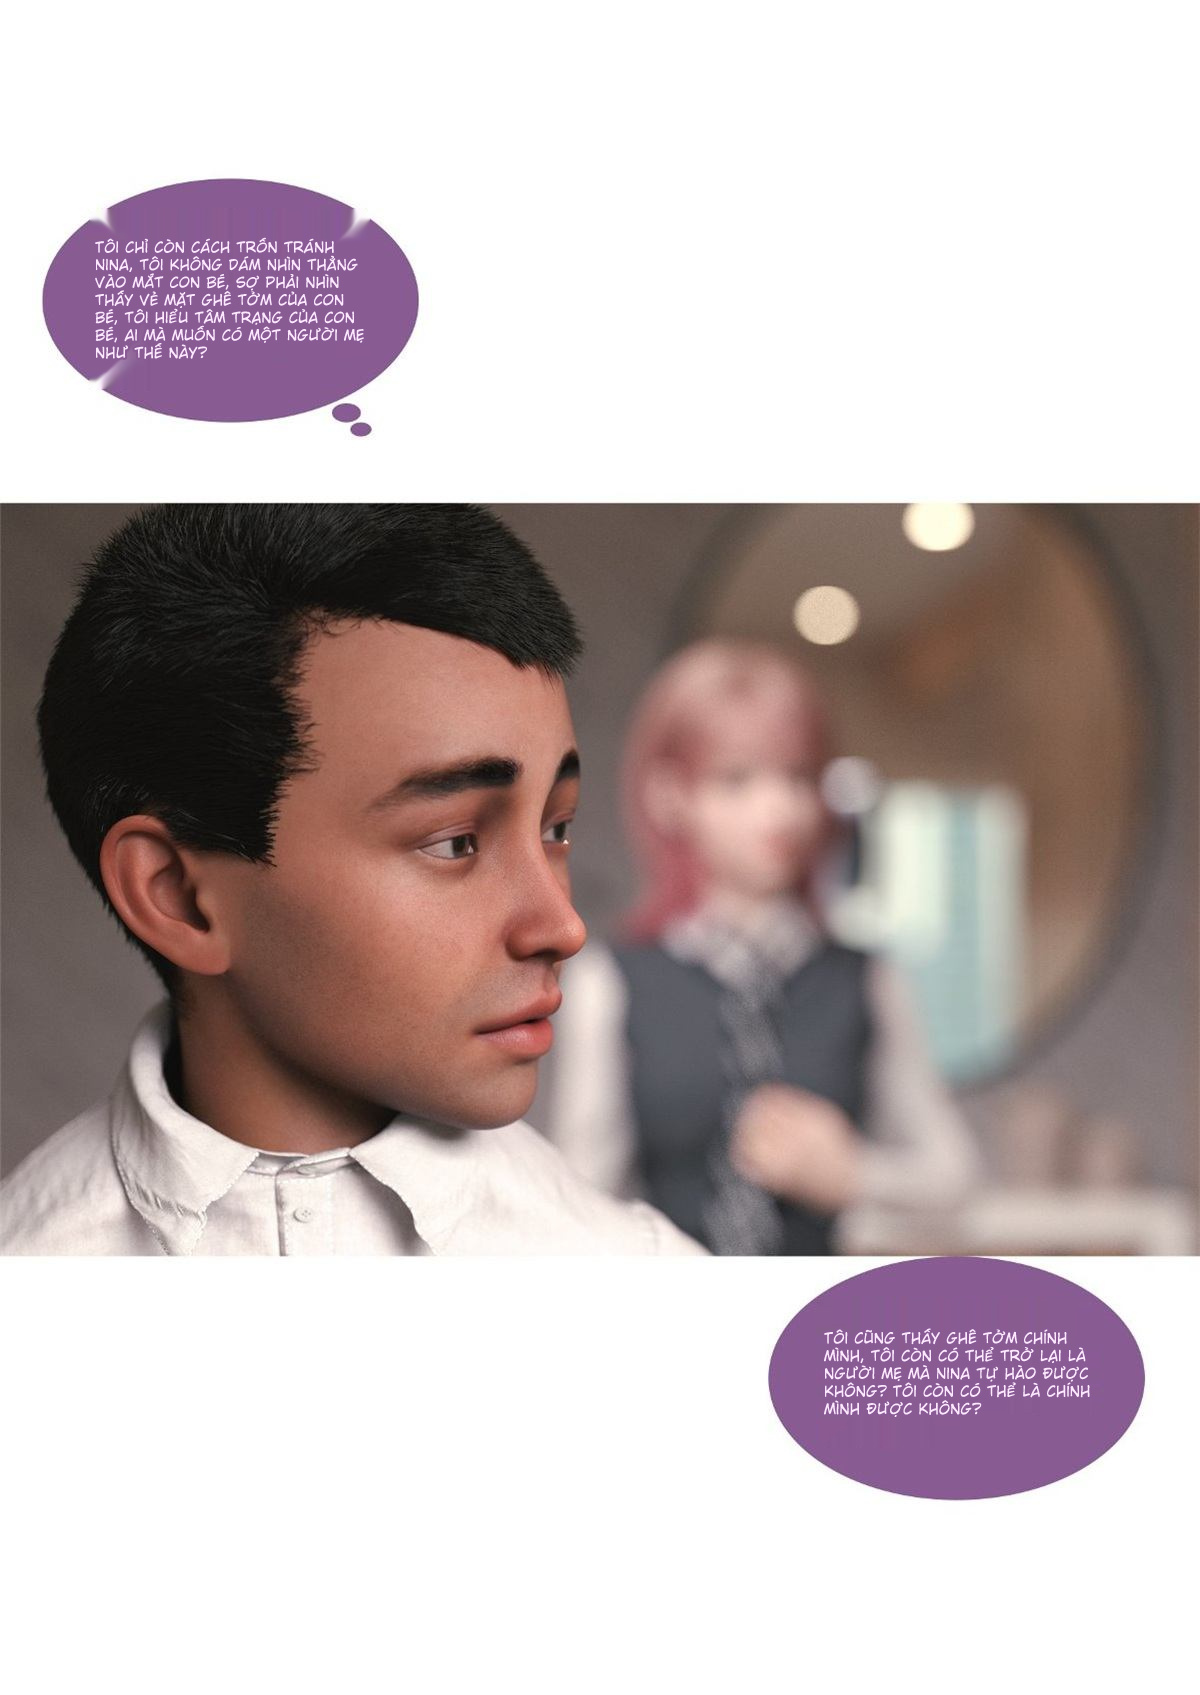 TÔI CHỈ CÒN CÁCH TRỐN TRÁNH
NINA, TÔI KHÔNG DÁM NHÌN THẲNG
VÀO MẮT CON BÉ, SỢ PHẢI NHÌN
THẤY VẺ MẶT GHÊ TỞM CỦA CON
BÉ, TÔI HIỂU TÂM TRẠNG CỦA CON
BÉ, AI MÀ MUỐN CÓ MỘT NGƯỜI MẸ
NHƯ THẾ NÀY?
TÔI CŨNG THẤY GHÊ TỞM CHÍNH
MÌNH, TÔI CÒN CÓ THỂ TRỞ LẠI LÀ
NGƯỜI MẸ MÀ NINA TỰ HÀO ĐƯỢC
KHÔNG? TÔI CÒN CÓ THỂ LÀ CHÍNH
MÌNH ĐƯỢC KHÔNG?